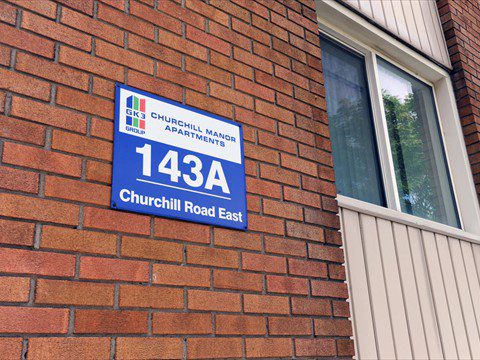 GK3
GROUP
CHURCHILL MANOR
APARTMENTS
143A
Churchill Road East